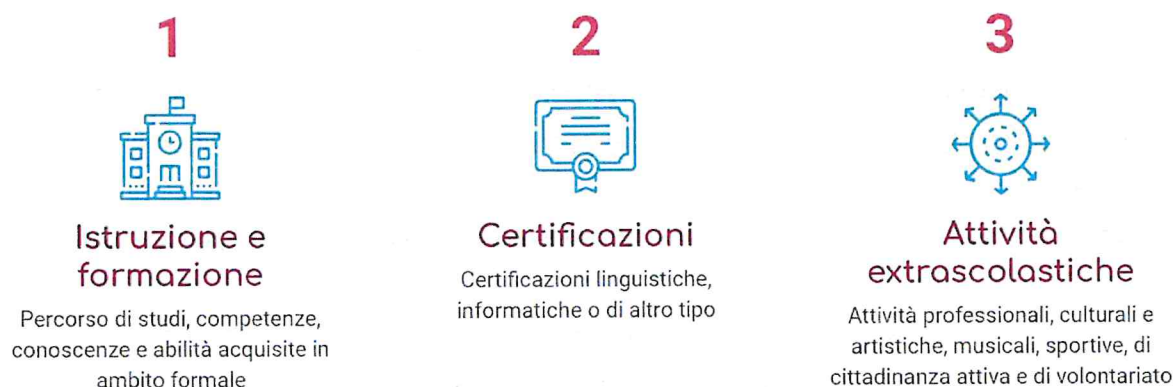 1
Istruzione e
formazione
Percorso di studi, competenze,
conoscenze e abilità acquisite in
ambito formale
2
Certificazioni
Certificazioni linguistiche,
informatiche o di altro tipo
3
Attività
extrascolastiche
Attività professionali, culturali e
artistiche, musicali, sportive, di
cittadinanza attiva e di volontariato